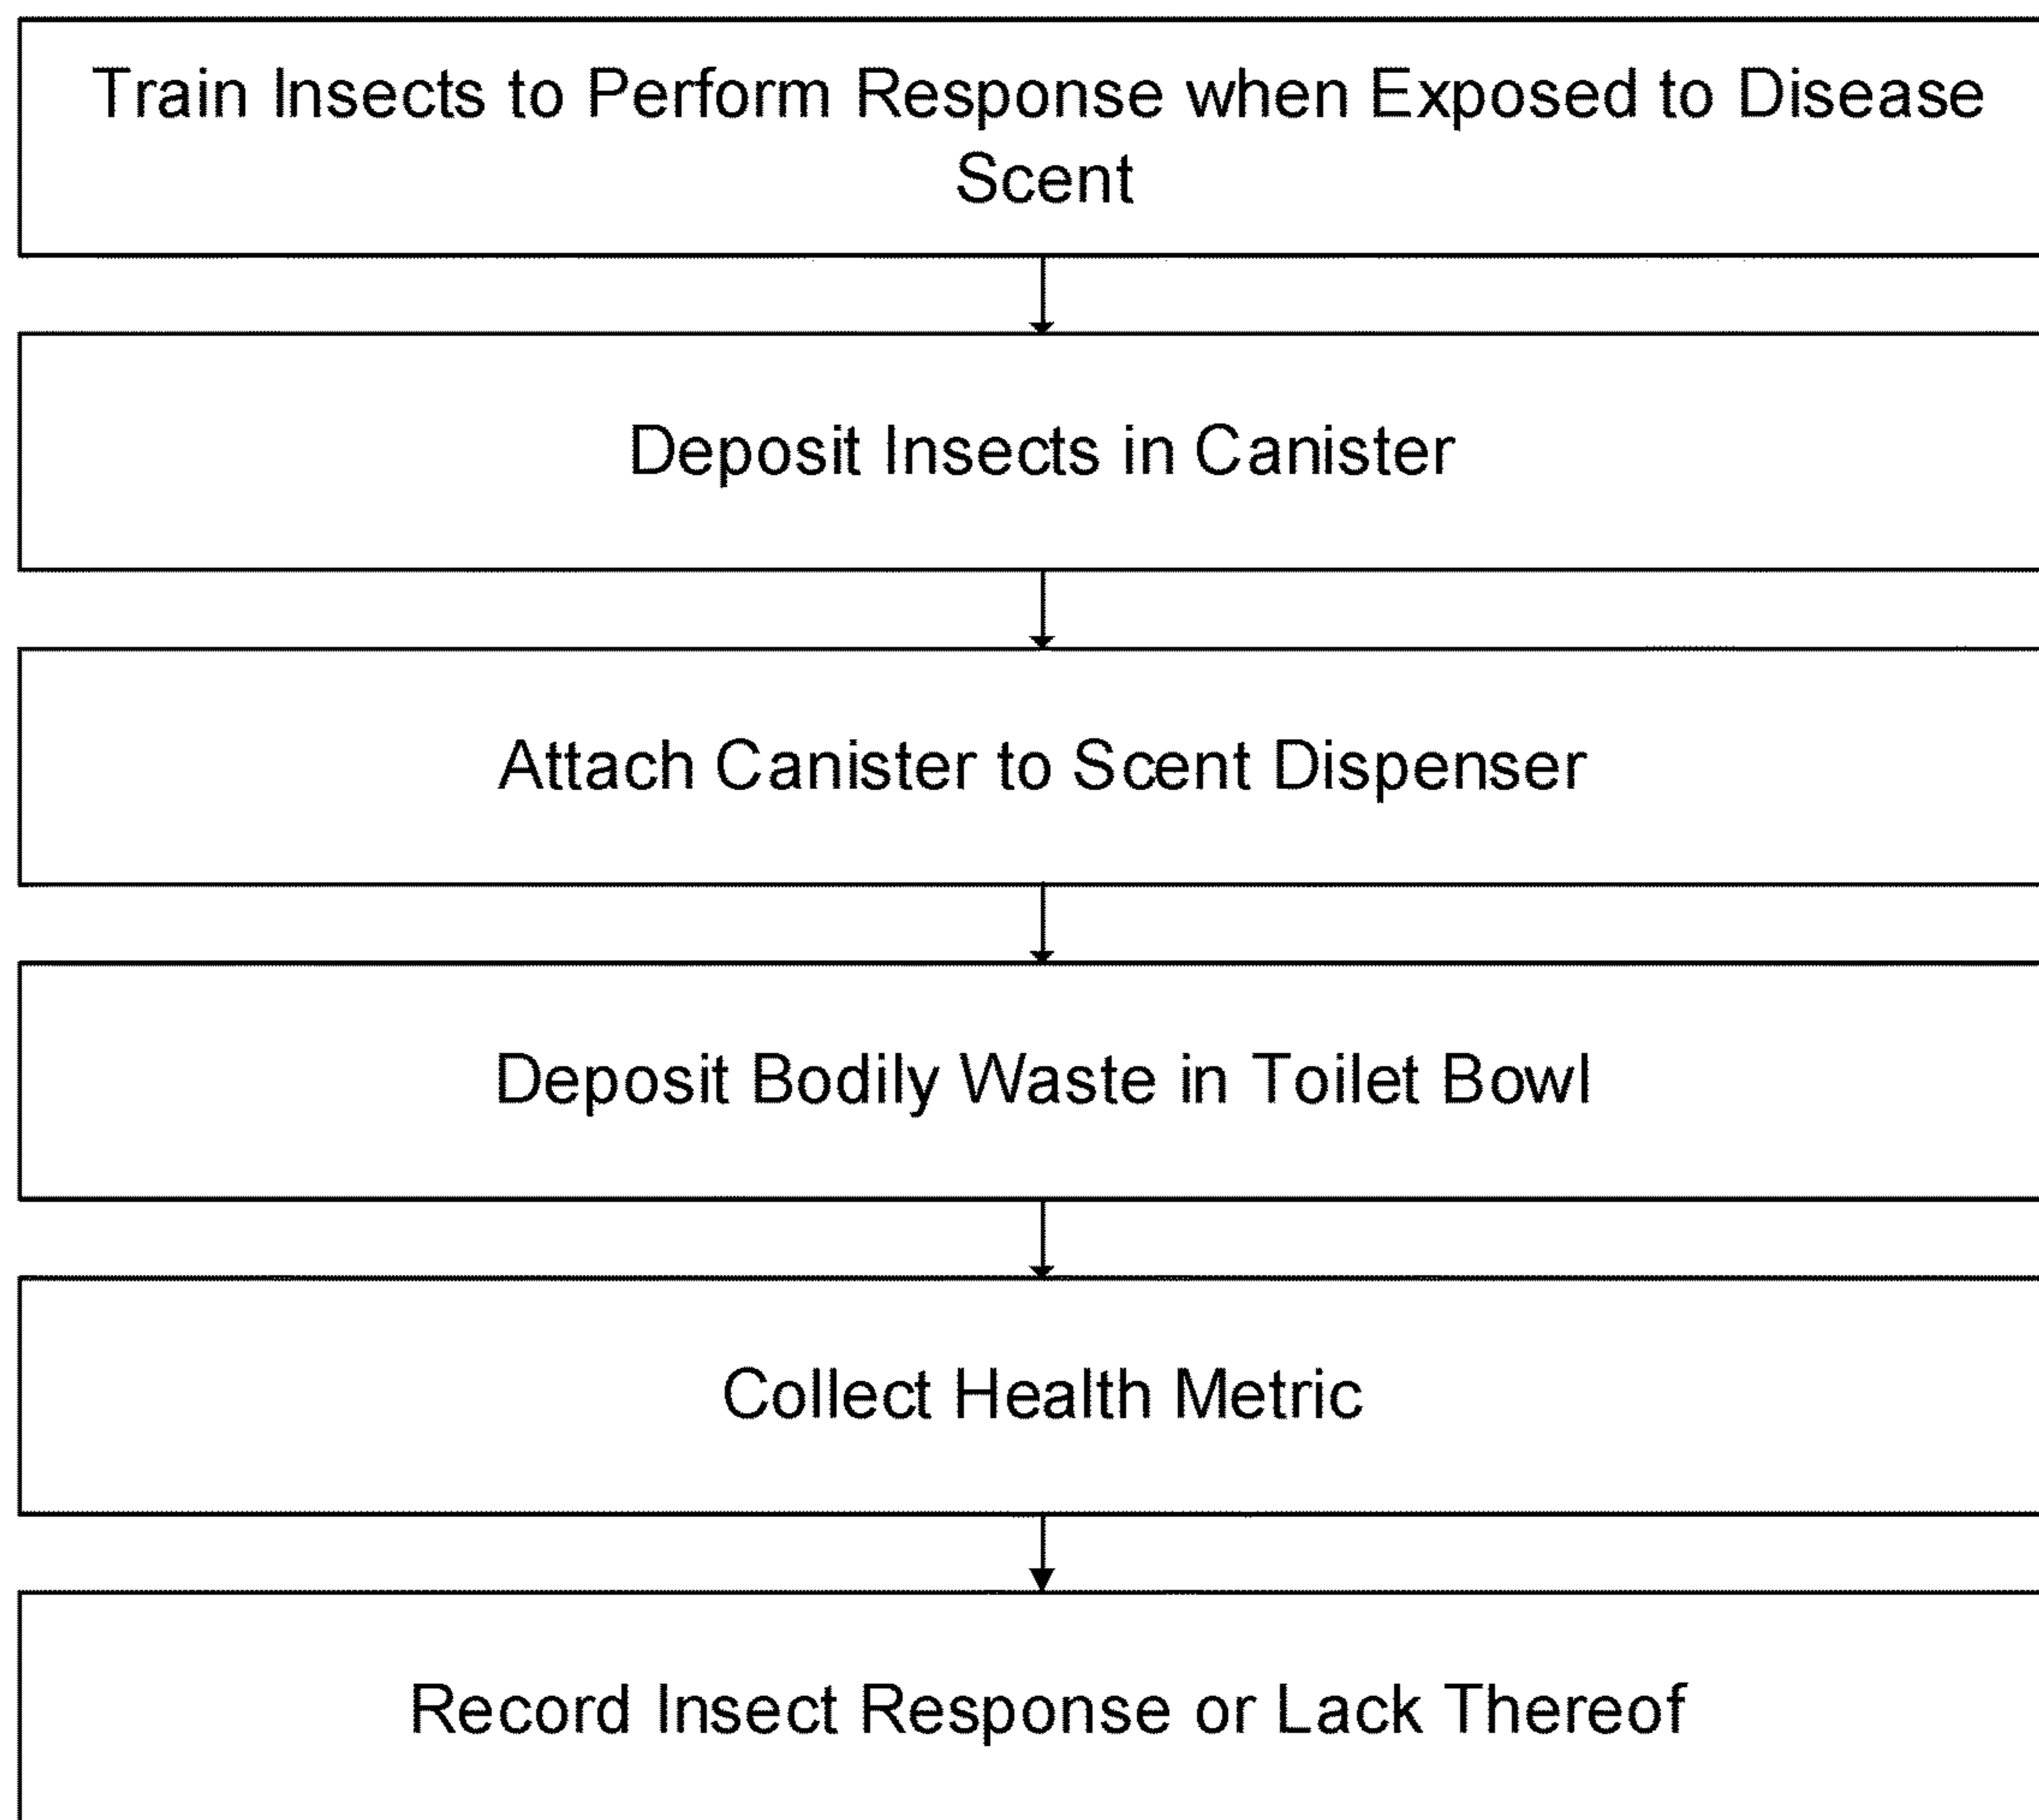 Train Insects to Perform Response when Exposed to Disease
Scent
Deposit Insects in Canister
Attach Canister to Scent Dispenser
Deposit Bodily Waste in Toilet Bowl
Collect Health Metric
Record Insect Response or Lack Thereof